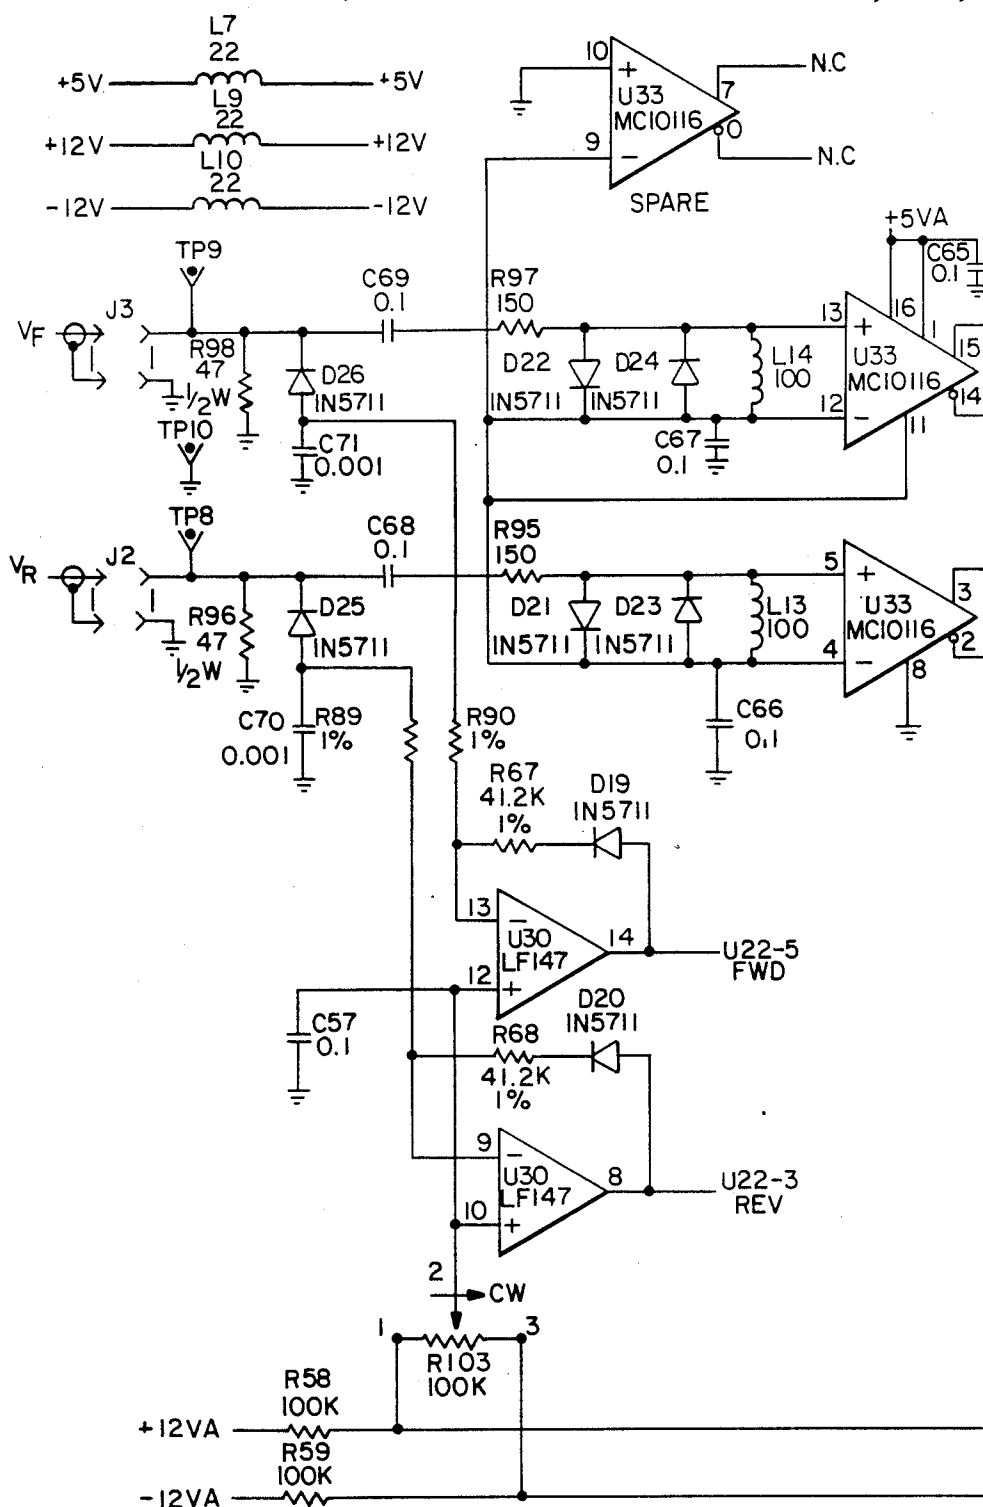 L7
22
+5V
+5V
L9
22
+12V
+12V
L10
22
-12V
-12V
10
+
U33
MC10116
7
N.C
9
−
0
N.C
SPARE
+5VA
C65
0.1
16
1
TP9
J3
VF
1
1
R98
47
1/2W
D26
1N5711
C71
0.001
C69
0.1
R97
150
D22
1N5711
D24
1N5711
L14
100
C67
0.1
13
+
U33
MC10116
12
−
11
15
14
TP10
TP8
J2
VR
1
1
R96
47
1/2W
D25
1N5711
C70
0.001
R89
1%
C68
0.1
R95
150
D21
1N5711
D23
1N5711
L13
100
C66
0.1
5
+
U33
MC10116
4
−
8
3
2
R90
1%
R67
41.2K
1%
D19
1N5711
13
−
U30
LF147
12
+
14
U22-5
FWD
C57
0.1
D20
1N5711
R68
41.2K
1%
9
−
U30
LF147
10
+
8
U22-3
REV
2
CW
1
3
R103
100K
R58
100K
+12VA
R59
100K
-12VA